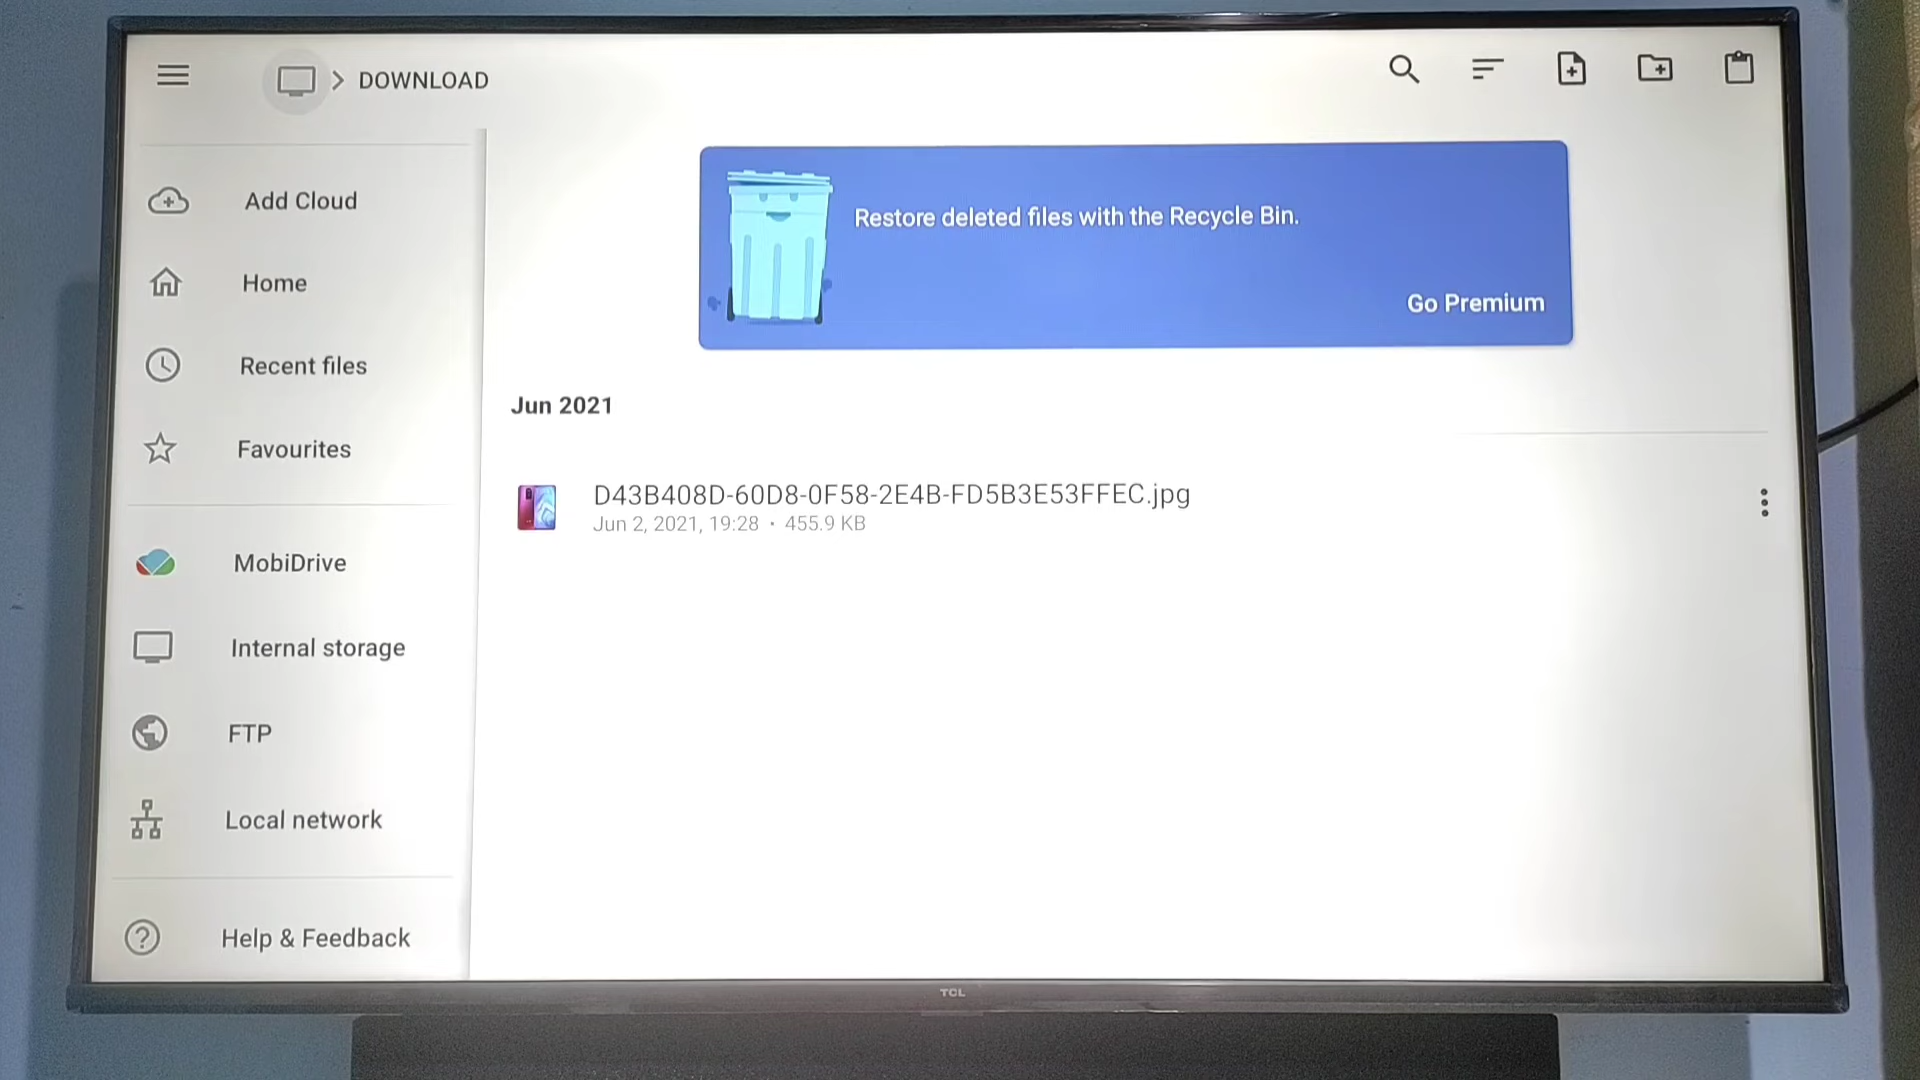 DOWNLOAD
Add Cloud
Home
Recent files
Favourites
MobiDrive
Internal storage
FTP
Local network
Help & Feedback
Restore deleted files with the Recycle Bin.
Go Premium
Jun 2021
D43B408D-60D8-0F58-2E4B-FD5B3E53FFEC.jpg
Jun 2, 2021, 19:28 • 455.9 KB
TCL